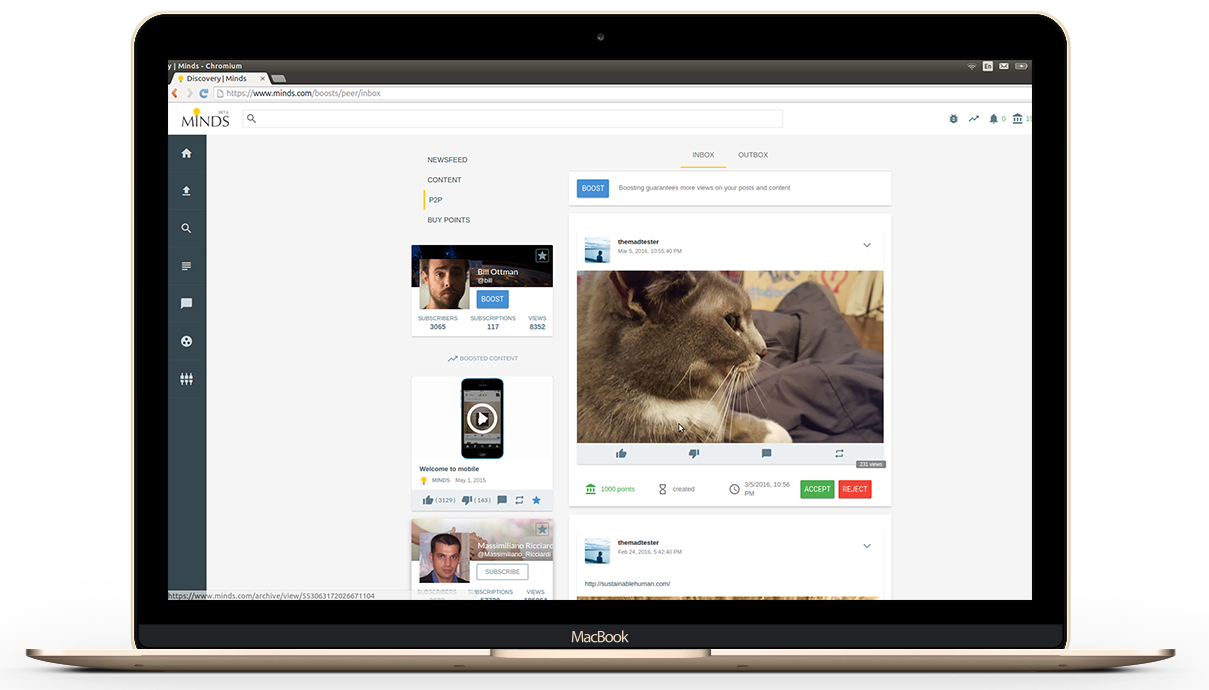 y | Minds - Chromium
En
Discovery | Minds
https://www.minds.com/boosts/peer/inbox
MINDS
BETA
0
NEWSFEED
CONTENT
P2P
BUY POINTS
INBOX OUTBOX
BOOST Boosting guarantees more views on your posts and content
Bill Ottman
@bill
BOOST
SUBSCRIBERS SUBSCRIPTIONS VIEWS
3065 117 8352
BOOSTED CONTENT
Welcome to mobile
MINDS May 1, 2015
(3129) (143)
Massimiliano Ricciard
@Massimiliano_Ricciardi
SUBSCRIBE
SUBSCRIBERS SUBSCRIPTIONS VIEWS
themadtester
Mar 5, 2016, 10:55:40 PM
231 views
1000 points created 3/5/2016, 10:56 PM ACCEPT REJECT
themadtester
Feb 24, 2016, 5:42:40 PM
http://sustainablehuman.com/
https://www.minds.com/archive/view/553063172026671104
MacBook